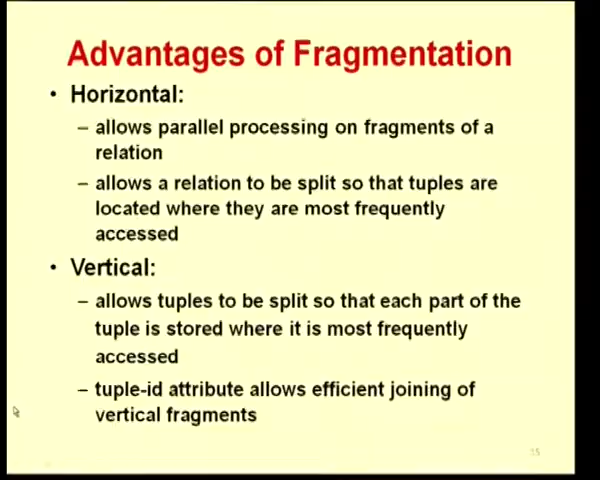 Advantages of Fragmentation
• Horizontal:
– allows parallel processing on fragments of a
relation
– allows a relation to be split so that tuples are
located where they are most frequently
accessed
• Vertical:
– allows tuples to be split so that each part of the
tuple is stored where it is most frequently
accessed
– tuple-id attribute allows efficient joining of
vertical fragments
15